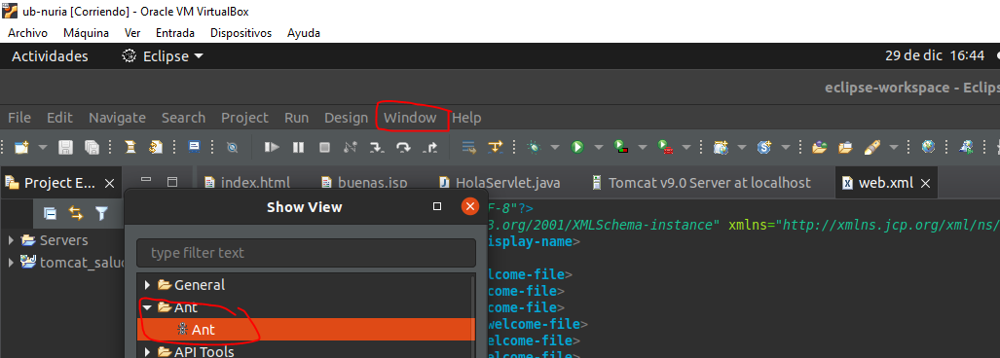 ub-nuria [Corriendo] - Oracle VM VirtualBox
Archivo Máquina Ver Entrada Dispositivos Ayuda
Actividades Eclipse 29 de dic 16:44
eclipse-workspace - Eclip
File Edit Navigate Search Project Run Design Window Help
Project E... index.html buenas.jsp HolaServlet.java Tomcat v9.0 Server at localhost web.xml
Show View
F-8"?>
3.org/2001/XMLSchema-instance" xmlns="http://xmlns.jcp.org/xml/ns/
Servers
isplay-name>
type filter text
tomcat_saluc
General
lcome-file>
come-file>
Ant
come-file>
welcome-file>
Ant
elcome-file>
API Tools
come-file>